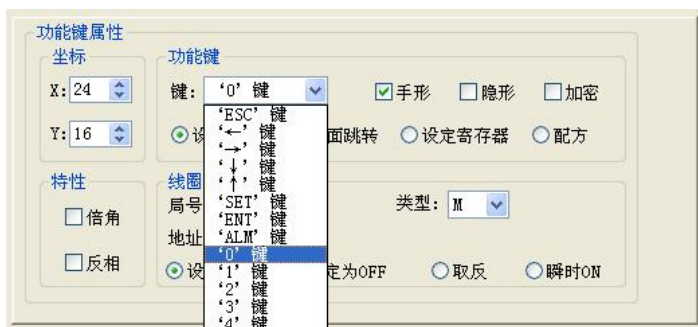 功能键属性
坐标
功能键
X: 24
键: '0' 键
手形
隐形
加密
Y: 16
设
面跳转
设定寄存器
配方
'ESC' 键
'←' 键
'→' 键
'↓' 键
'↑' 键
'SET' 键
'ENT' 键
'ALM' 键
'0' 键
'1' 键
'2' 键
'3' 键
'4' 键
特性
线圈
倍角
局号
类型: M
地址
反相
设
定为OFF
取反
瞬时ON